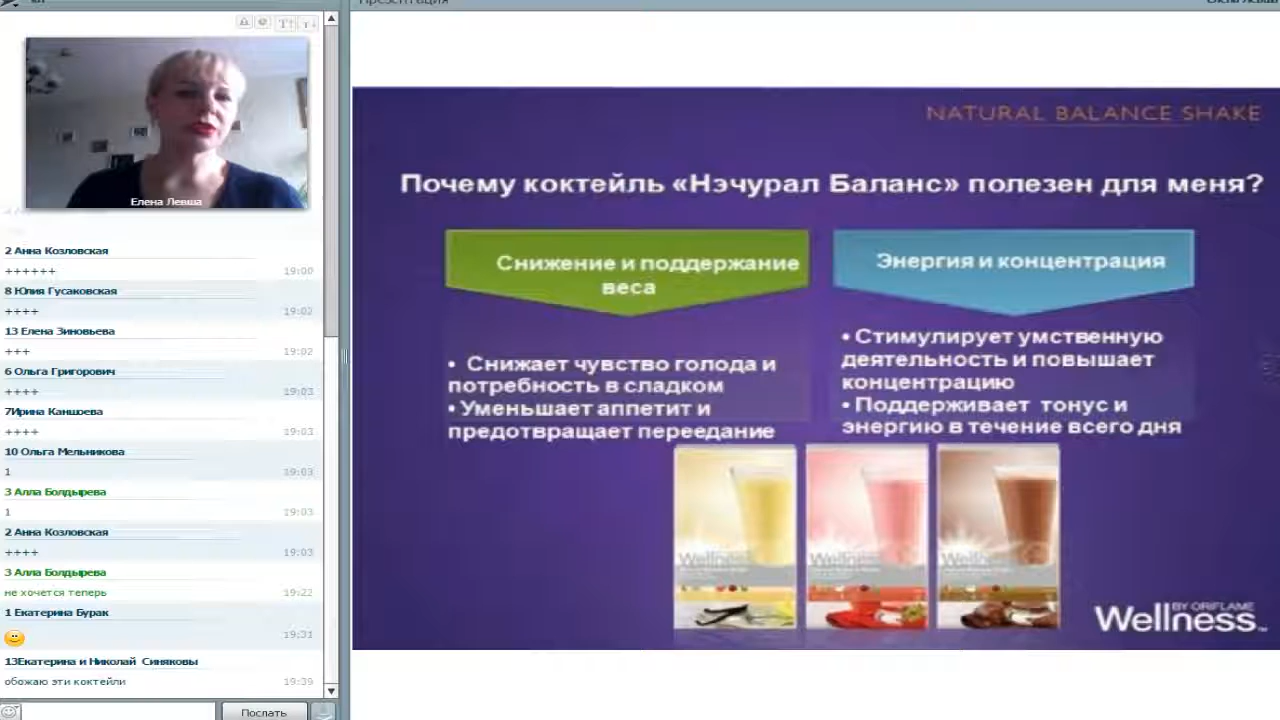 Презентация
T↑
T↓
Елена Левша
2 Анна Козловская
++++++ 19:00
8 Юлия Гусаковская
++++ 19:02
13 Елена Зиновьева
+++ 19:02
6 Ольга Григорович
++++ 19:03
7Ирина Каншоева
++++ 19:03
10 Ольга Мельникова
1 19:03
3 Алла Болдырева
1 19:03
2 Анна Козловская
++++ 19:03
3 Алла Болдырева
не хочется теперь 19:22
1 Екатерина Бурак
19:31
13Екатерина и Николай Синяковы
обожаю эти коктейли 19:39
Послать
NATURAL BALANCE SHAKE
Почему коктейль «Нэчурал Баланс» полезен для меня?
Снижение и поддержание
веса
• Снижает чувство голода и
потребность в сладком
• Уменьшает аппетит и
предотвращает переедание
Энергия и концентрация
• Стимулирует умственную
деятельность и повышает
концентрацию
• Поддерживает тонус и
энергию в течение всего дня
Wellness
Wellness
Wellness
BY ORIFLAME
Wellness™